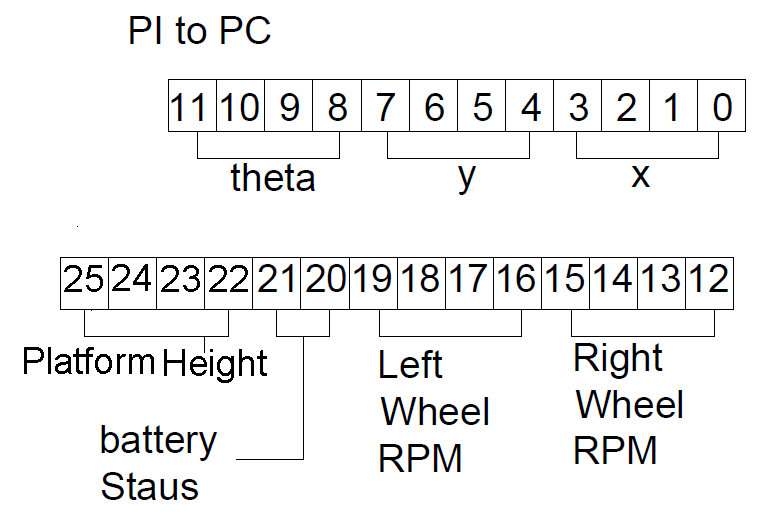 PI to PC
11 10 9 8 7 6 5 4 3 2 1 0
theta y x
25 24 23 22 21 20 19 18 17 16 15 14 13 12
Platform Height
Left
Wheel
RPM
Right
Wheel
RPM
battery
Staus